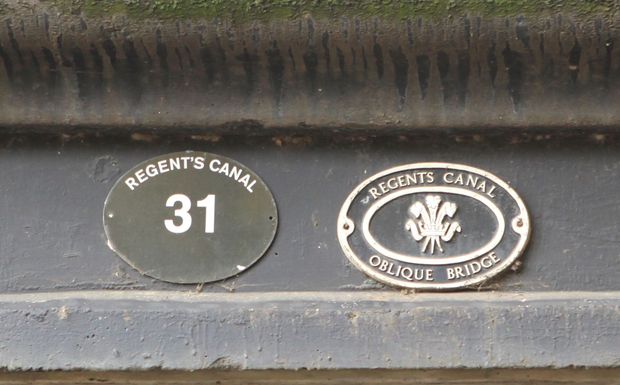 REGENT'S CANAL
31
REGENTS CANAL
OBLIQUE BRIDGE